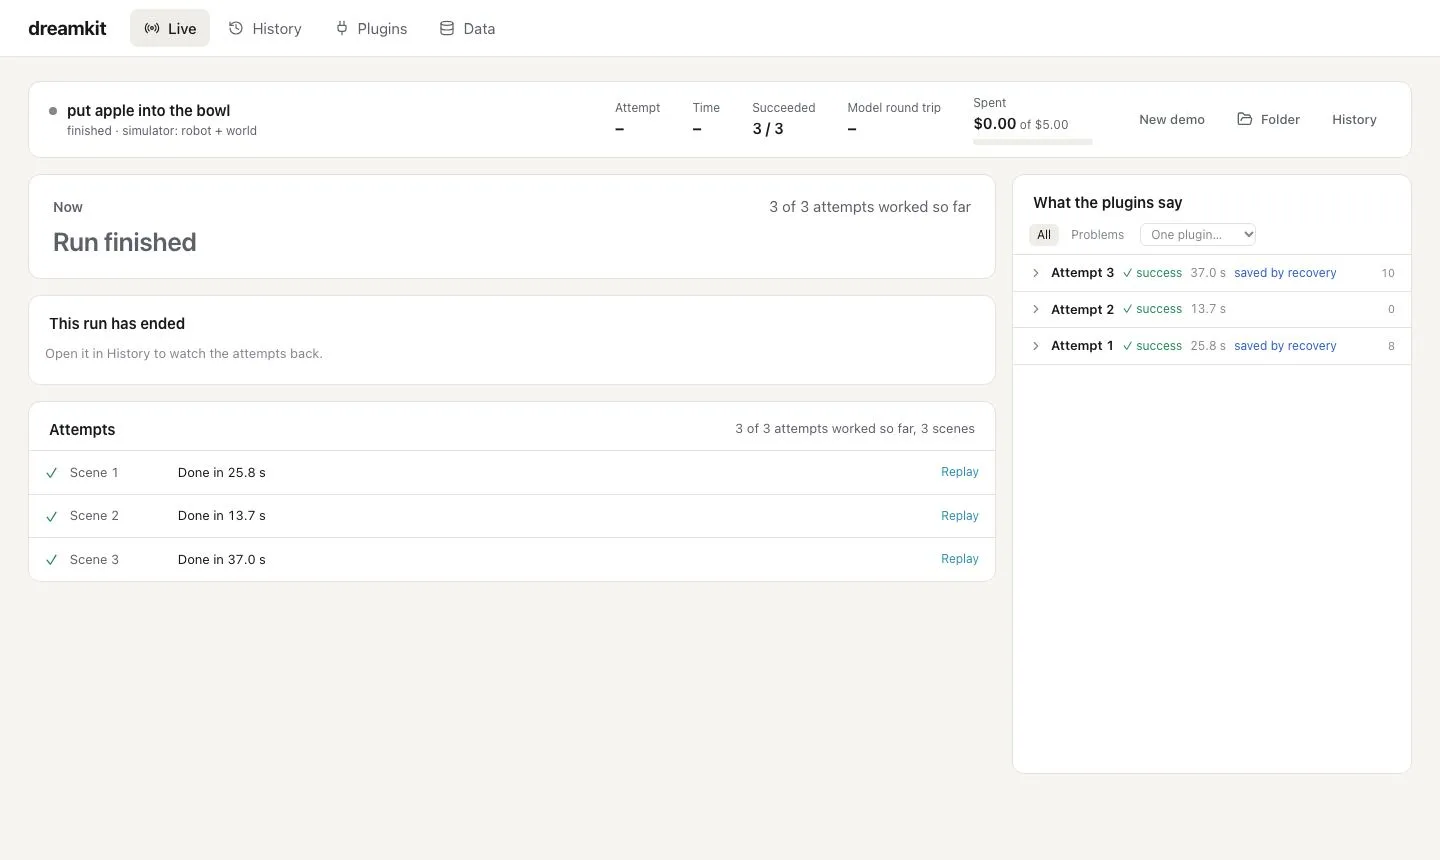 dreamkit Live History Plugins Data
put apple into the bowl
finished · simulator: robot + world
Attempt
–
Time
–
Succeeded
3 / 3
Model round trip
–
Spent
$0.00 of $5.00
New demo Folder History
Now
3 of 3 attempts worked so far
Run finished
This run has ended
Open it in History to watch the attempts back.
Attempts
3 of 3 attempts worked so far, 3 scenes
Scene 1 Done in 25.8 s Replay
Scene 2 Done in 13.7 s Replay
Scene 3 Done in 37.0 s Replay
What the plugins say
All Problems One plugin...
Attempt 3 ✓ success 37.0 s saved by recovery 10
Attempt 2 ✓ success 13.7 s 0
Attempt 1 ✓ success 25.8 s saved by recovery 8